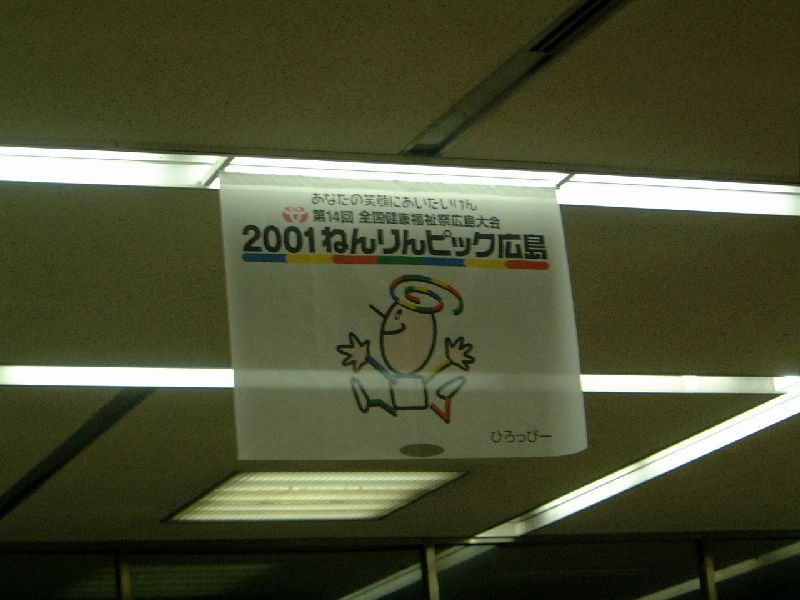 あなたの笑顔にあいたいけん
第14回 全国健康福祉祭広島大会
2001ねんりんピック広島
ひろっぴー